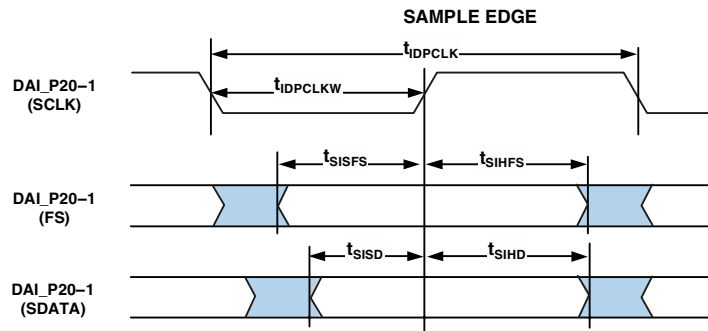 SAMPLE EDGE
tIDPCLK
DAI_P20–1
(SCLK)
tIDPCLKW
tSISFS
tSIHFS
DAI_P20–1
(FS)
tSISD
tSIHD
DAI_P20–1
(SDATA)